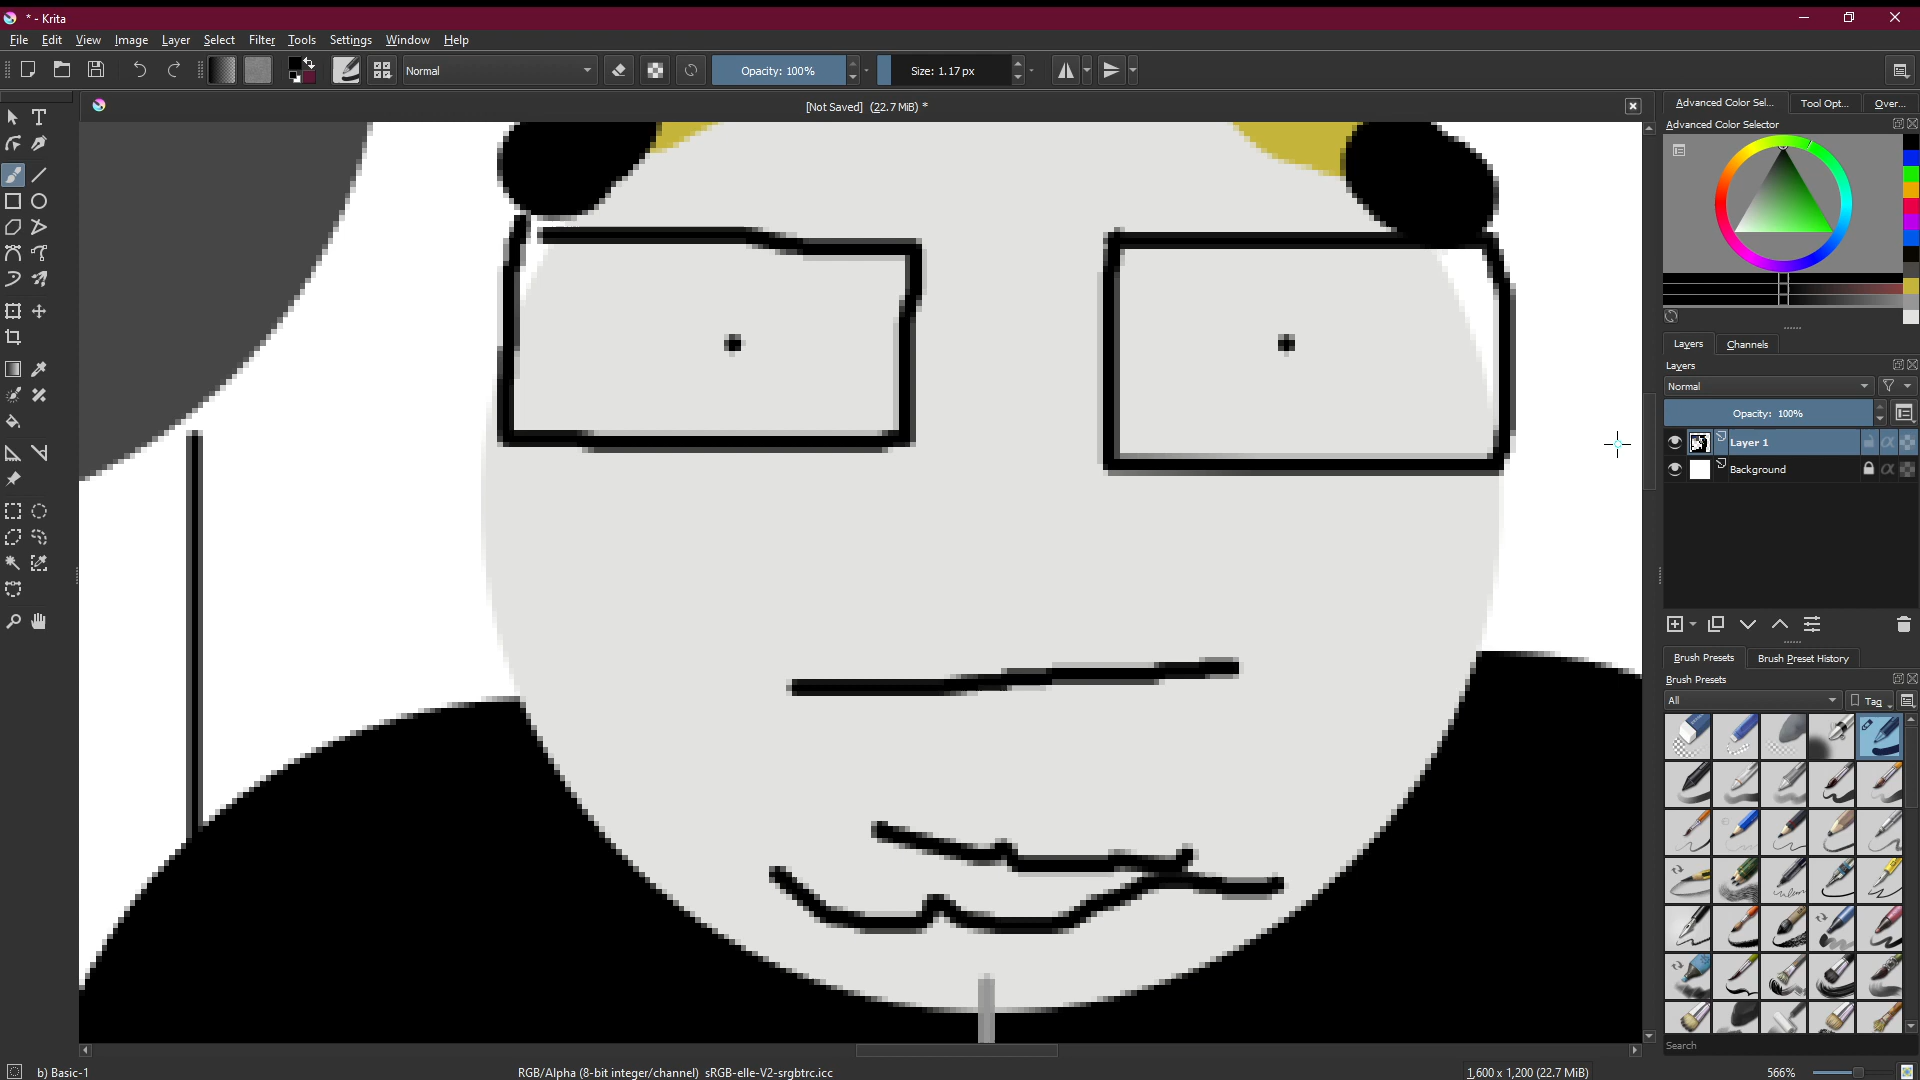 * - Krita
File Edit View Image Layer Select Filter Tools Settings Window Help
Normal Opacity: 100% Size: 1.17 px
[Not Saved] (22.7 MiB) *
Advanced Color Sel... Tool Opt... Over...
Advanced Color Selector
Layers Channels
Layers
Normal
Opacity: 100%
Layer 1
Background
Brush Presets Brush Preset History
Brush Presets
All Tag
Search
b) Basic-1 RGB/Alpha (8-bit integer/channel) sRGB-elle-V2-srgbtrc.icc 1,600 x 1,200 (22.7 MiB) 566%